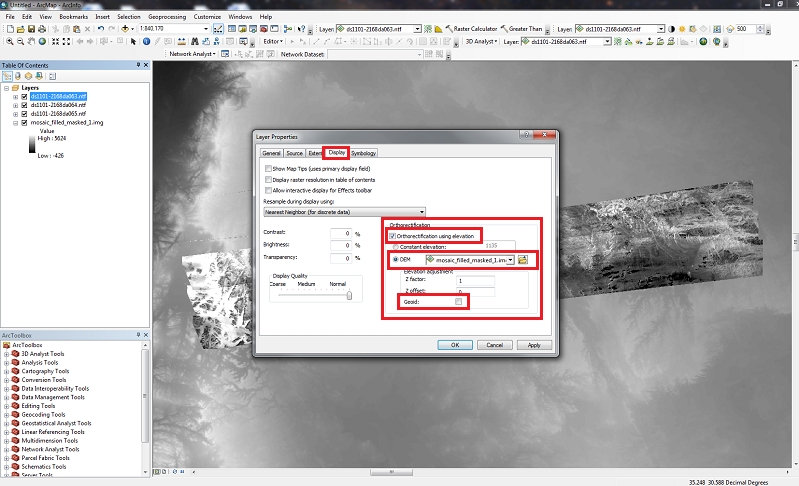 Untitled - ArcMap - ArcInfo
File Edit View Bookmarks Insert Selection Geoprocessing Customize Windows Help
1:840,170
Layer: ds1101-2168da063.ntf
Raster Calculator
Greater Than
Layer: ds1101-2168da063.ntf
500
Editor
3D Analyst
Layer: ds1101-2168da063.ntf
Network Analyst
Network Dataset:
Table Of Contents
Layers
ds1101-2168da063.ntf
ds1101-2168da064.ntf
ds1101-2168da065.ntf
mosaic_filled_masked_1.img
Value
High : 5624
Low : -426
ArcToolbox
ArcToolbox
3D Analyst Tools
Analysis Tools
Cartography Tools
Conversion Tools
Data Interoperability Tools
Data Management Tools
Editing Tools
Geocoding Tools
Geostatistical Analyst Tools
Linear Referencing Tools
Multidimension Tools
Network Analyst Tools
Parcel Fabric Tools
Schematics Tools
Server Tools
Layer Properties
General Source Extent Display Symbology
Show Map Tips (uses primary display field)
Display raster resolution in table of contents
Allow interactive display for Effects toolbar
Resample during display using:
Nearest Neighbor (for discrete data)
Contrast: 0 %
Brightness: 0 %
Transparency: 0 %
Display Quality
Coarse Medium Normal
Orthorectification
Orthorectification using elevation
Constant elevation: 1135
DEM mosaic_filled_masked_1.im
Elevation adjustment
Z factor: 1
Z offset: 0
Geoid:
OK Cancel Apply
35.248 30.588 Decimal Degrees